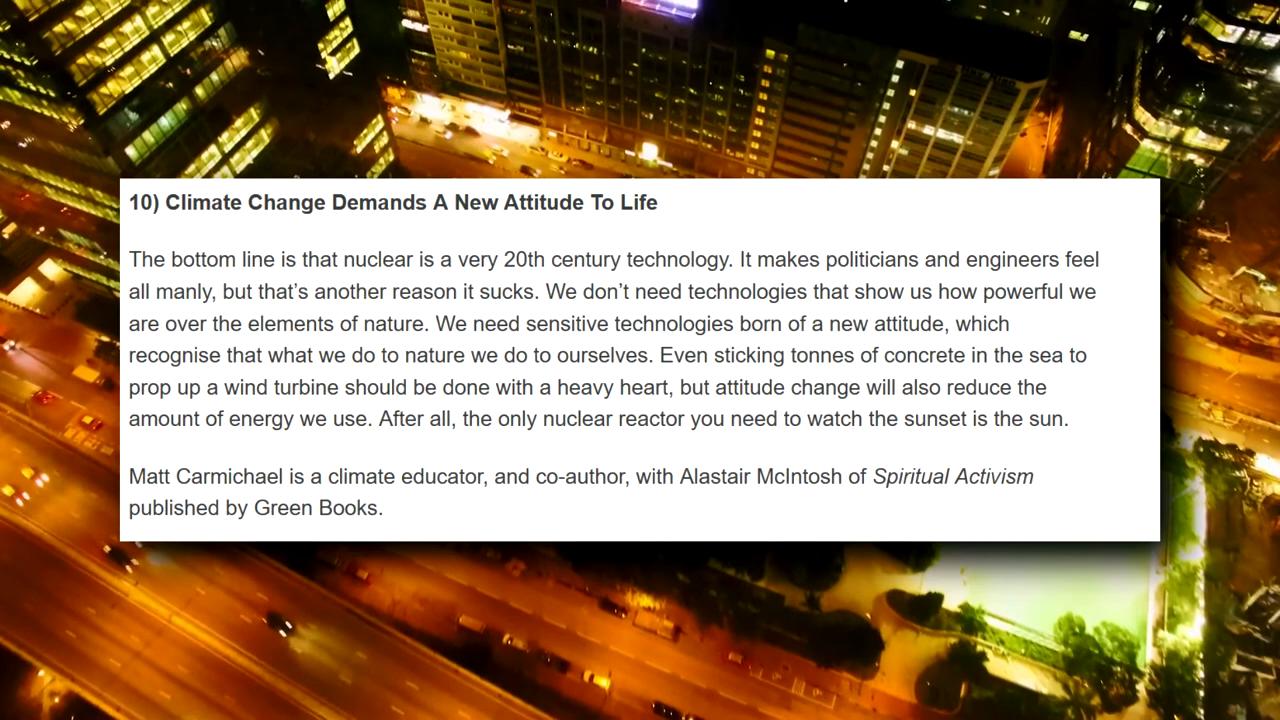 10) Climate Change Demands A New Attitude To Life
The bottom line is that nuclear is a very 20th century technology. It makes politicians and engineers feel
all manly, but that’s another reason it sucks. We don’t need technologies that show us how powerful we
are over the elements of nature. We need sensitive technologies born of a new attitude, which
recognise that what we do to nature we do to ourselves. Even sticking tonnes of concrete in the sea to
prop up a wind turbine should be done with a heavy heart, but attitude change will also reduce the
amount of energy we use. After all, the only nuclear reactor you need to watch the sunset is the sun.
Matt Carmichael is a climate educator, and co-author, with Alastair McIntosh of Spiritual Activism
published by Green Books.